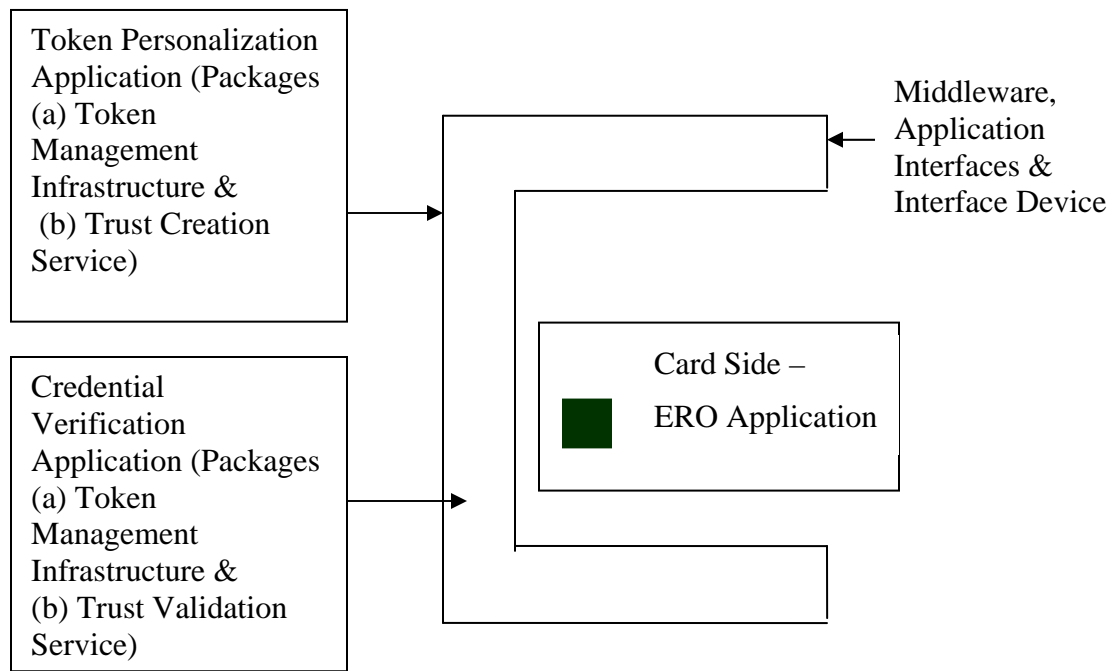 Token Personalization
Application (Packages
(a) Token
Management
Infrastructure &
(b) Trust Creation
Service)
Middleware,
Application
Interfaces &
Interface Device
Card Side –
ERO Application
Credential
Verification
Application (Packages
(a) Token
Management
Infrastructure &
(b) Trust Validation
Service)